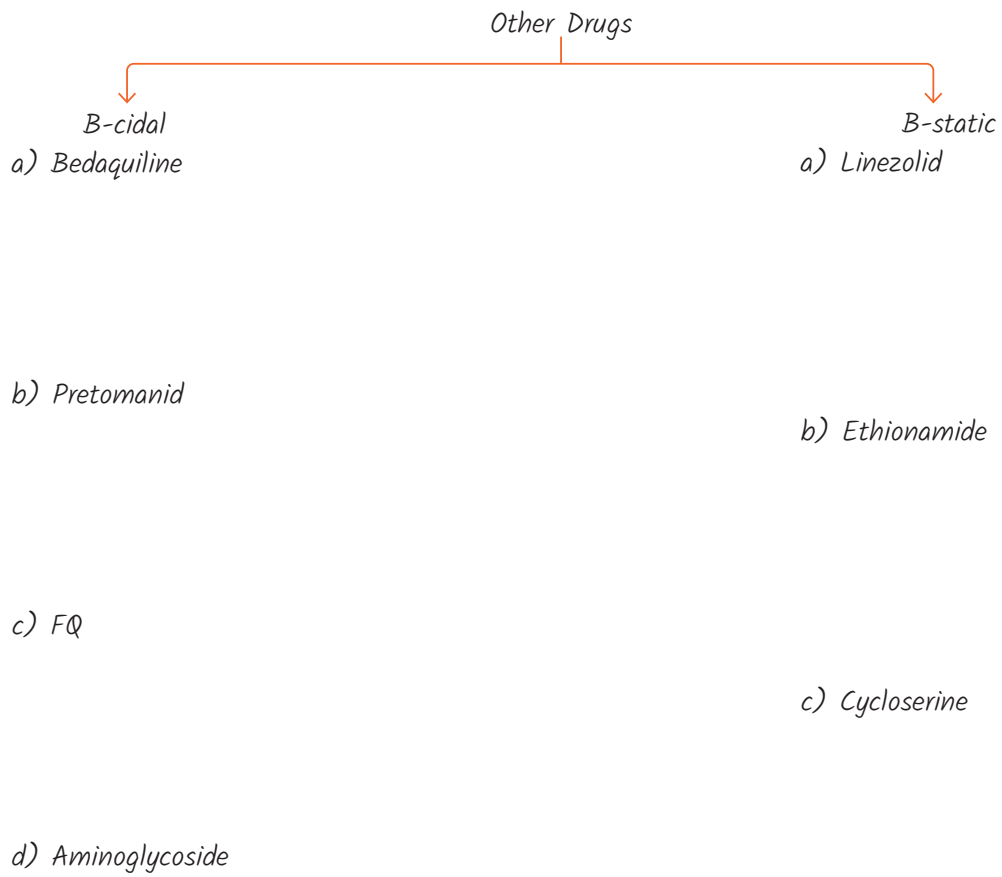 Other Drugs
B-cidal
a) Bedaquiline
b) Pretomanid
c) FQ
d) Aminoglycoside
B-static
a) Linezolid
b) Ethionamide
c) Cycloserine